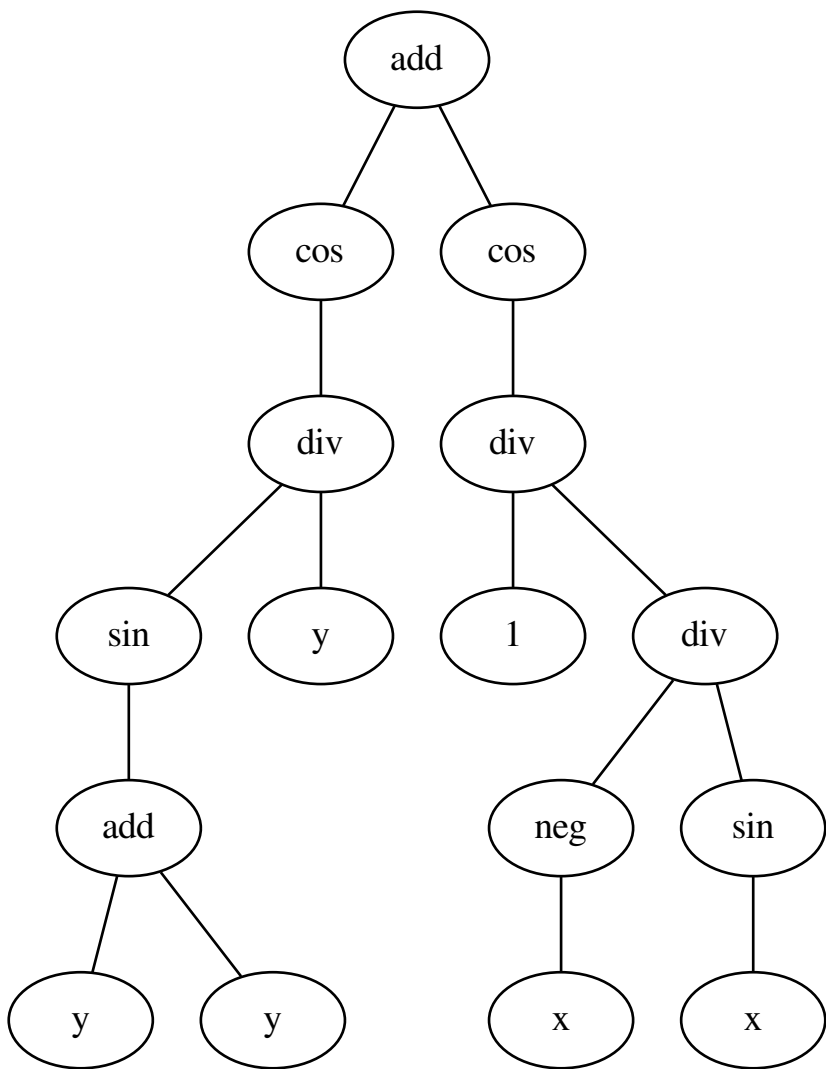 add
cos cos
div div
sin y 1 div
add neg sin
y y x x